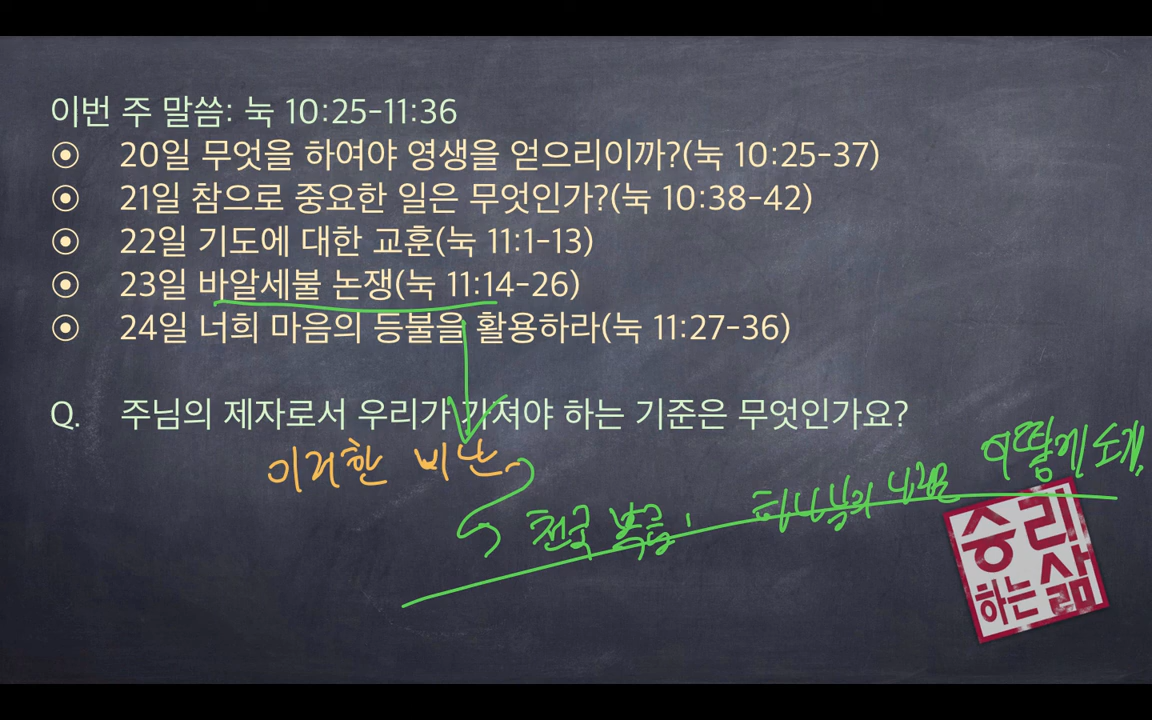 이번 주 말씀: 눅 10:25-11:36
20일 무엇을 하여야 영생을 얻으리이까?(눅 10:25-37)
21일 참으로 중요한 일은 무엇인가?(눅 10:38-42)
22일 기도에 대한 교훈(눅 11:1-13)
23일 바알세불 논쟁(눅 11:14-26)
24일 너희 마음의 등불을 활용하라(눅 11:27-36)
Q. 주님의 제자로서 우리가 가져야 하는 기준은 무엇인가요?
이러한 비난
천국 복음, 하나님의 나라를 어떻게 소개
승리
하는 삶